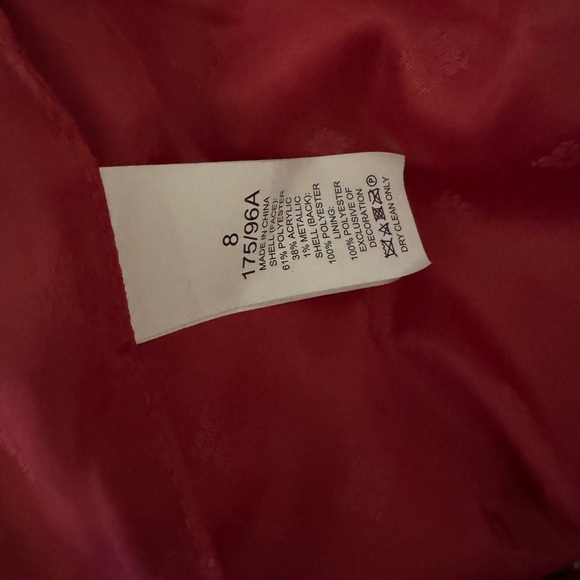 8
175/96A
MADE IN CHINA
SHELL (FACE):
61% POLYESTER
38% ACRYLIC
1% METALLIC
SHELL (BACK):
100% POLYESTER
LINING:
100% POLYESTER
EXCLUSIVE OF
DECORATION
P
DRY CLEAN ONLY